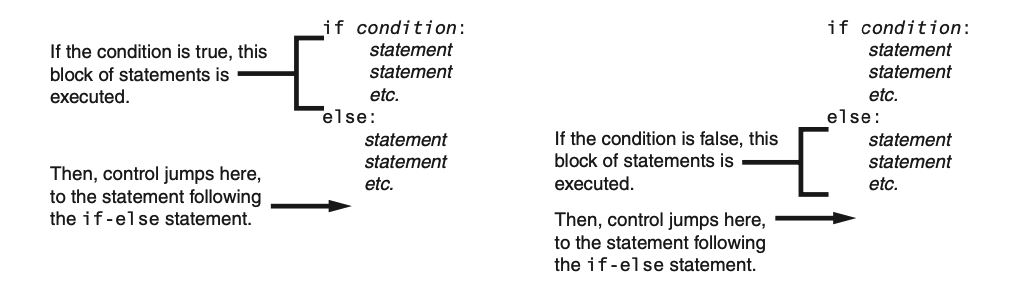 if condition:
If the condition is true, this
statement
block of statements is
statement
executed.
etc.
else:
statement
statement
Then, control jumps here,
etc.
to the statement following
the if-else statement.
if condition:
statement
statement
etc.
else:
If the condition is false, this
statement
block of statements is
statement
executed.
etc.
Then, control jumps here,
to the statement following
the if-else statement.